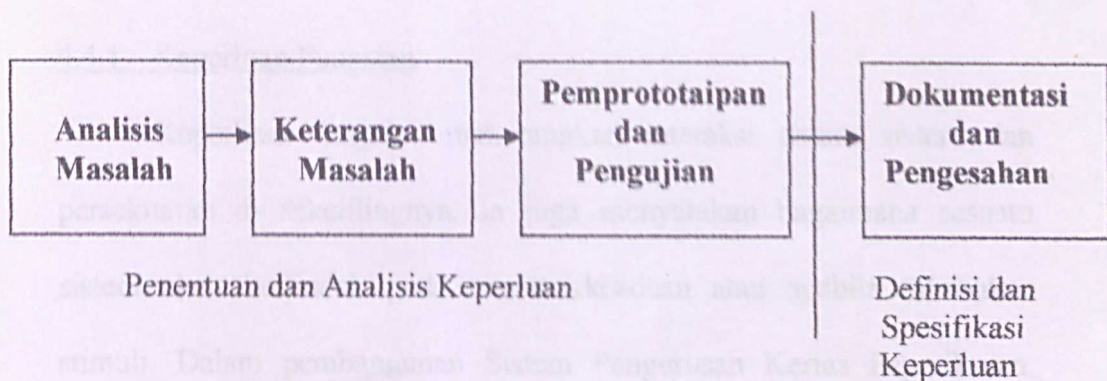 Analisis
Masalah
Keterangan
Masalah
Pemprototaipan
dan
Pengujian
Dokumentasi
dan
Pengesahan
Penentuan dan Analisis Keperluan
Definisi dan
Spesifikasi
Keperluan